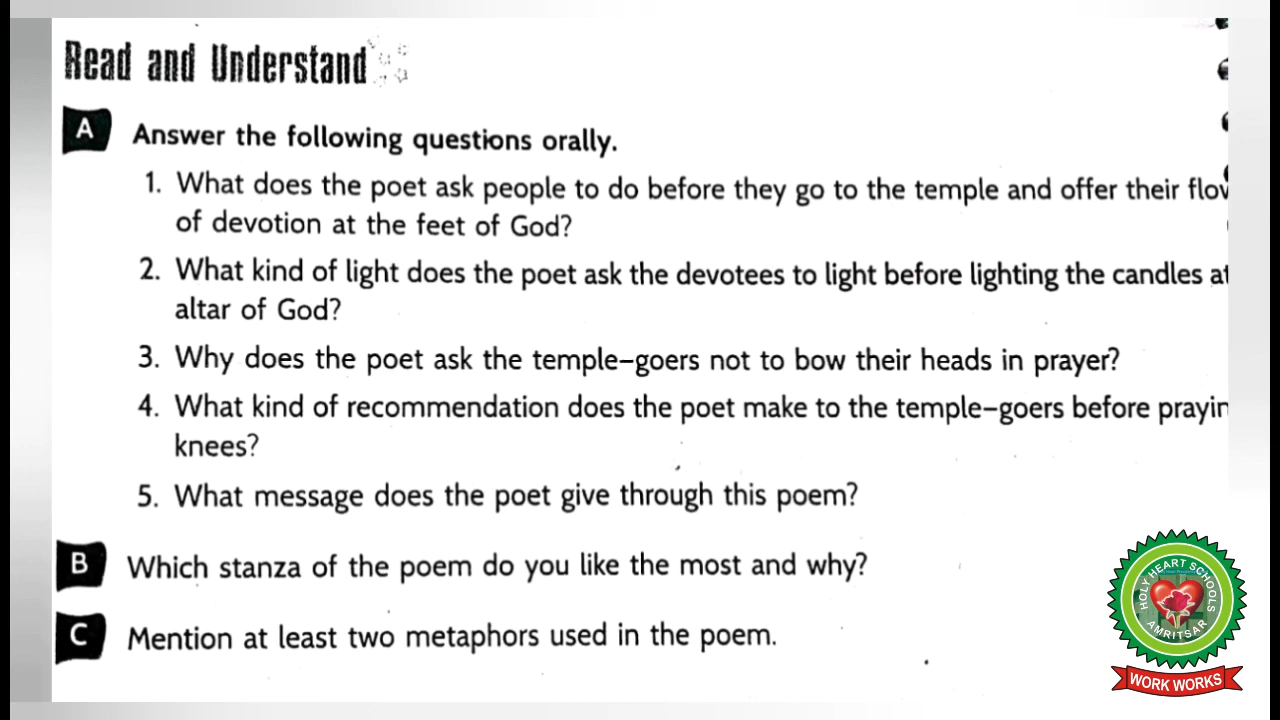 Read and Understand
A Answer the following questions orally.
1. What does the poet ask people to do before they go to the temple and offer their
of devotion at the feet of God?
2. What kind of light does the poet ask the devotees to light before lighting the candles
altar of God?
3. Why does the poet ask the temple–goers not to bow their heads in prayer?
4. What kind of recommendation does the poet make to the temple–goers before
knees?
5. What message does the poet give through this poem?
B Which stanza of the poem do you like the most and why?
C Mention at least two metaphors used in the poem.
HOLY HEART SCHOOLS
AMRITSAR
WORK WORKS